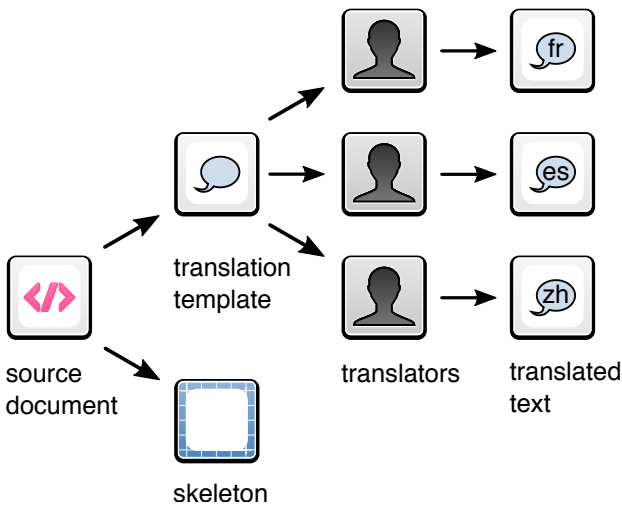 fr
es
translation
template
</>
zh
source
document
translators
translated
text
skeleton